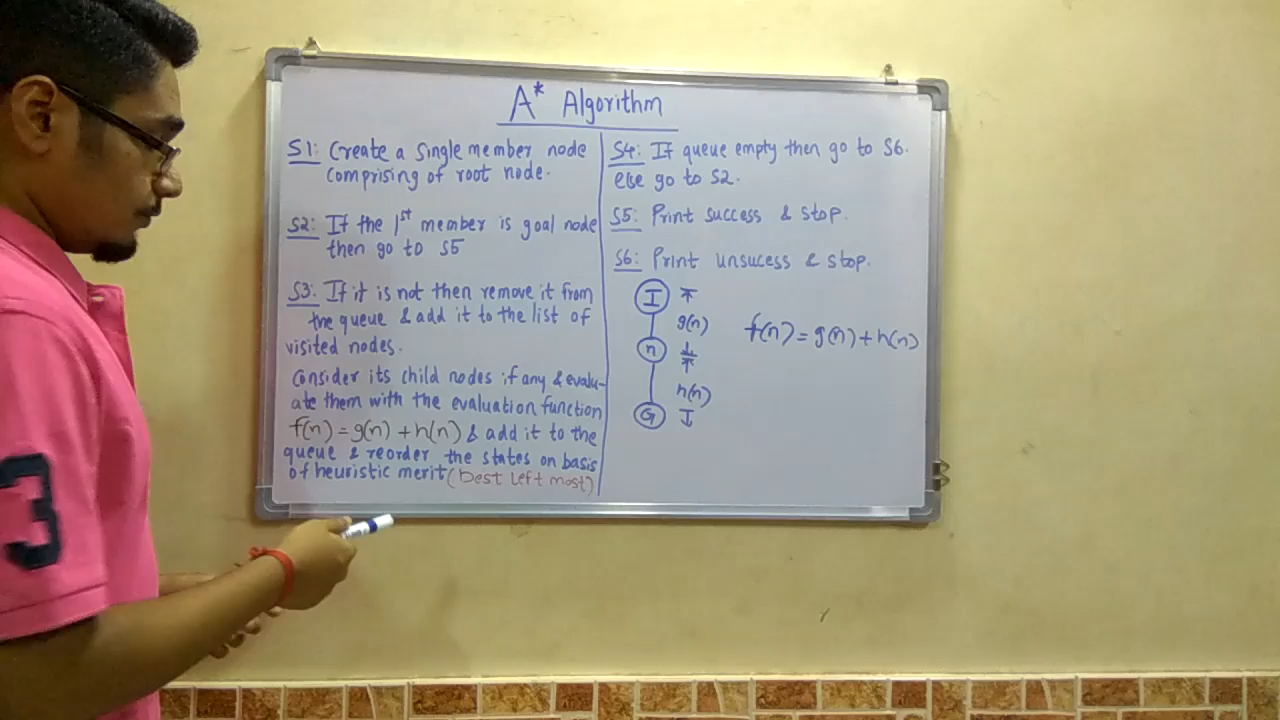 A* Algorithm
S1: Create a Single member node
comprising of root node.
S2: If the 1st member is goal node
then go to S5
S3: If it is not then remove it from
the queue & add it to the list of
visited nodes.
Consider its child nodes if any & evalu-
ate them with the evaluation function
f(n) = g(n) + h(n) & add it to the
queue & reorder the states on basis
of heuristic merit (best left most)
S4: If queue empty then go to S6.
else go to S2.
S5: Print success & stop.
S6: Print unsucess & stop.
I
g(n)
n
h(n)
G
f(n) = g(n) + h(n)
3